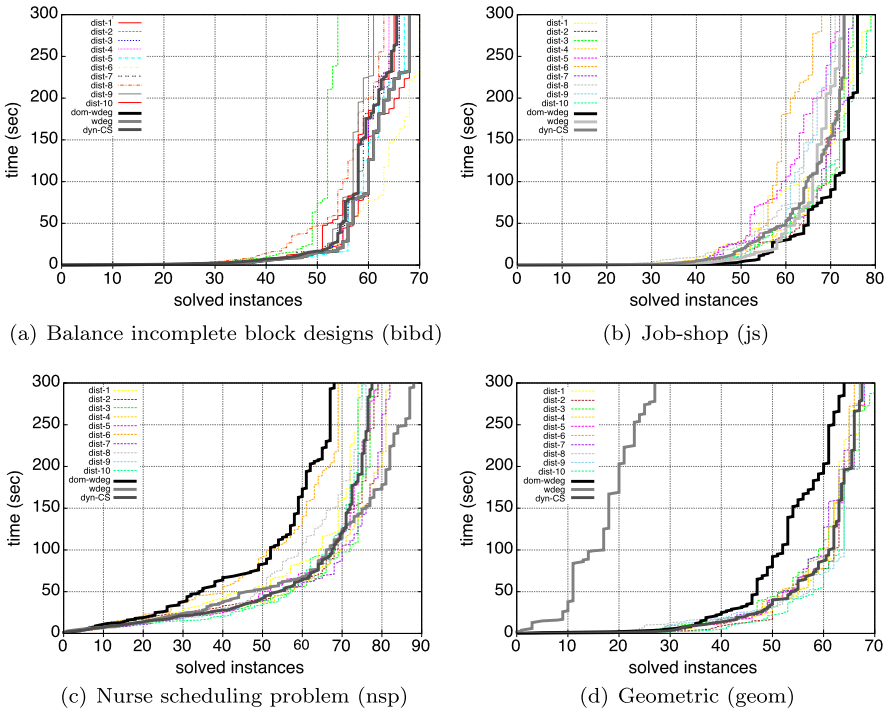 300
250
200
150
100
50
0
time (sec)
dist-1
dist-2
dist-3
dist-4
dist-5
dist-6
dist-7
dist-8
dist-9
dist-10
dom-wdeg
wdeg
dyn-CS
0 10 20 30 40 50 60 70
solved instances
(a) Balance incomplete block designs (bibd)
300
250
200
150
100
50
0
time (sec)
dist-1
dist-2
dist-3
dist-4
dist-5
dist-6
dist-7
dist-8
dist-9
dist-10
dom-wdeg
wdeg
dyn-CS
0 10 20 30 40 50 60 70 80
solved instances
(b) Job-shop (js)
300
250
200
150
100
50
0
time (sec)
dist-1
dist-2
dist-3
dist-4
dist-5
dist-6
dist-7
dist-8
dist-9
dist-10
dom-wdeg
wdeg
dyn-CS
0 10 20 30 40 50 60 70 80 90
solved instances
(c) Nurse scheduling problem (nsp)
300
250
200
150
100
50
0
time (sec)
dist-1
dist-2
dist-3
dist-4
dist-5
dist-6
dist-7
dist-8
dist-9
dist-10
dom-wdeg
wdeg
dyn-CS
0 10 20 30 40 50 60 70
solved instances
(d) Geometric (geom)